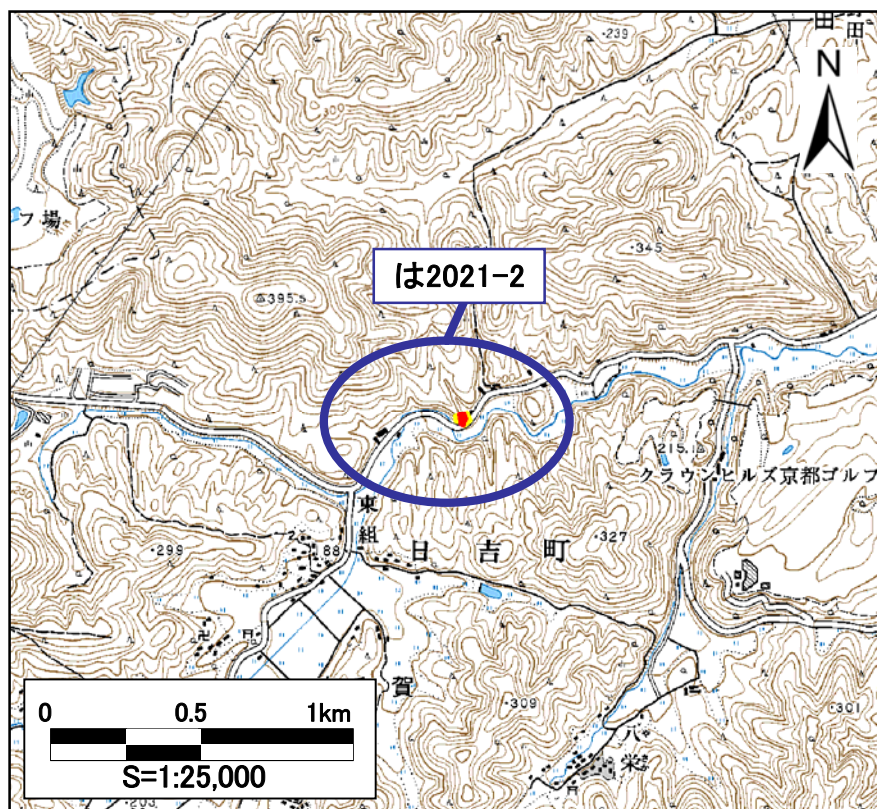 田
田
・239
N
300
200
フ場
・345
は2021-2
△395.5
215.1
クラウンヒルズ京都ゴルフ
東組
日吉町
・327
・299
88
賀
・309
・301
八栄
0 0.5 1km
S=1:25,000
203